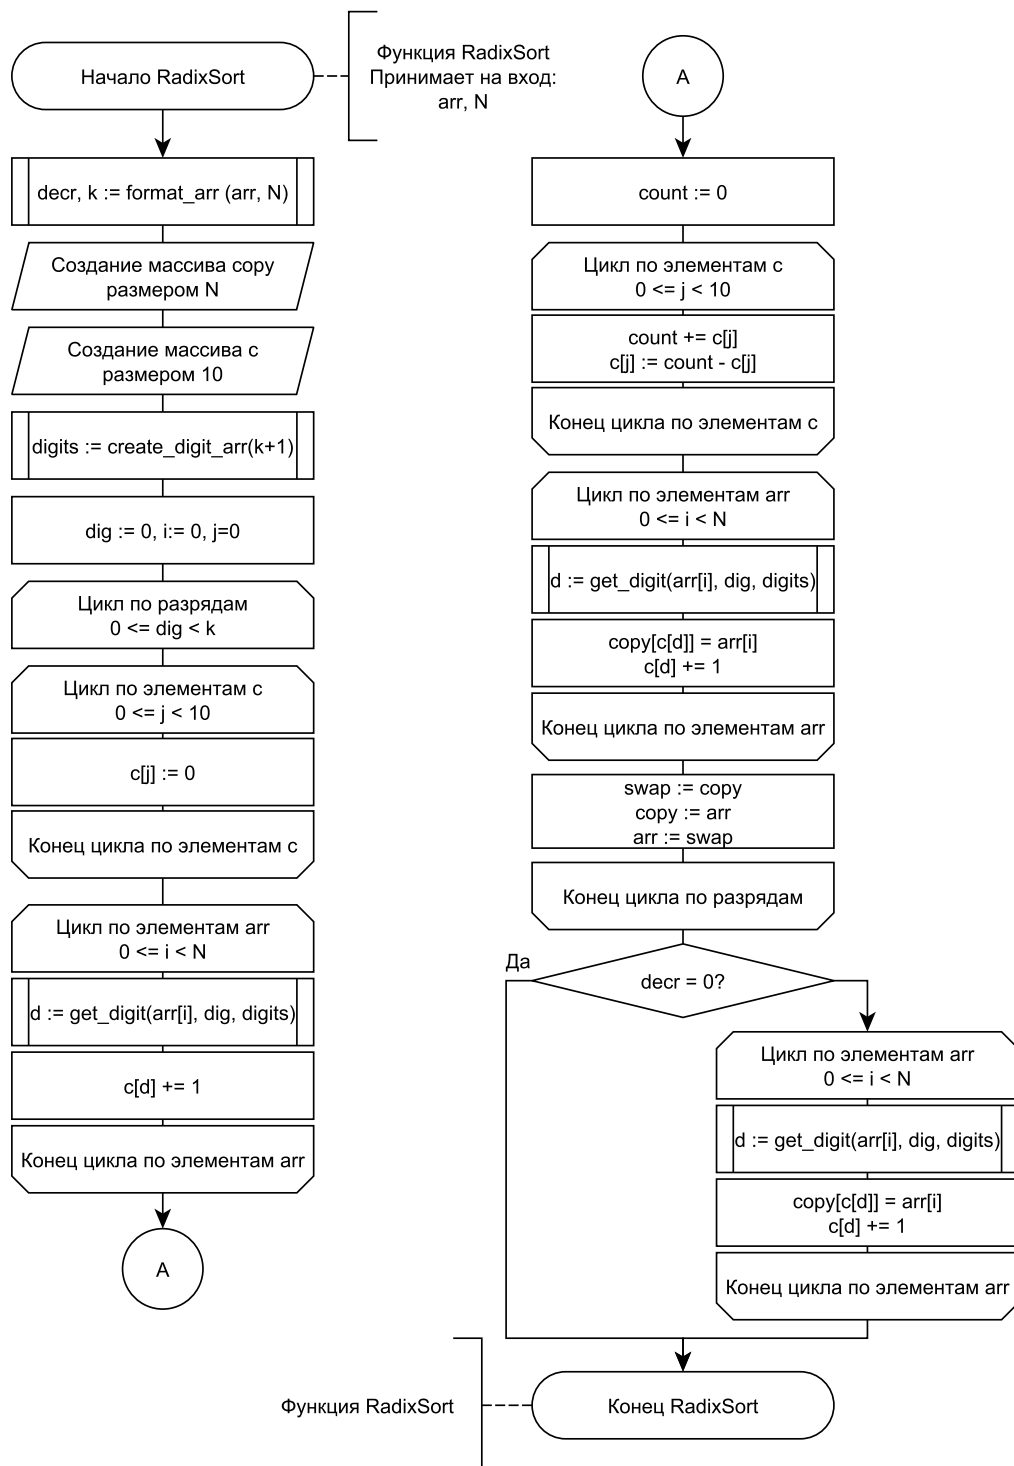 Начало RadixSort
Функция RadixSort
Принимает на вход:
arr, N
decr, k := format_arr (arr, N)
Создание массива copy
размером N
Создание массива c
размером 10
digits := create_digit_arr(k+1)
dig := 0, i:= 0, j=0
Цикл по разрядам
0 <= dig < k
Цикл по элементам c
0 <= j < 10
c[j] := 0
Конец цикла по элементам c
Цикл по элементам arr
0 <= i < N
d := get_digit(arr[i], dig, digits)
c[d] += 1
Конец цикла по элементам arr
A
A
count := 0
Цикл по элементам c
0 <= j < 10
count += c[j]
c[j] := count - c[j]
Конец цикла по элементам c
Цикл по элементам arr
0 <= i < N
d := get_digit(arr[i], dig, digits)
copy[c[d]] = arr[i]
c[d] += 1
Конец цикла по элементам arr
swap := copy
copy := arr
arr := swap
Конец цикла по разрядам
Да
decr = 0?
Цикл по элементам arr
0 <= i < N
d := get_digit(arr[i], dig, digits)
copy[c[d]] = arr[i]
c[d] += 1
Конец цикла по элементам arr
Функция RadixSort
Конец RadixSort